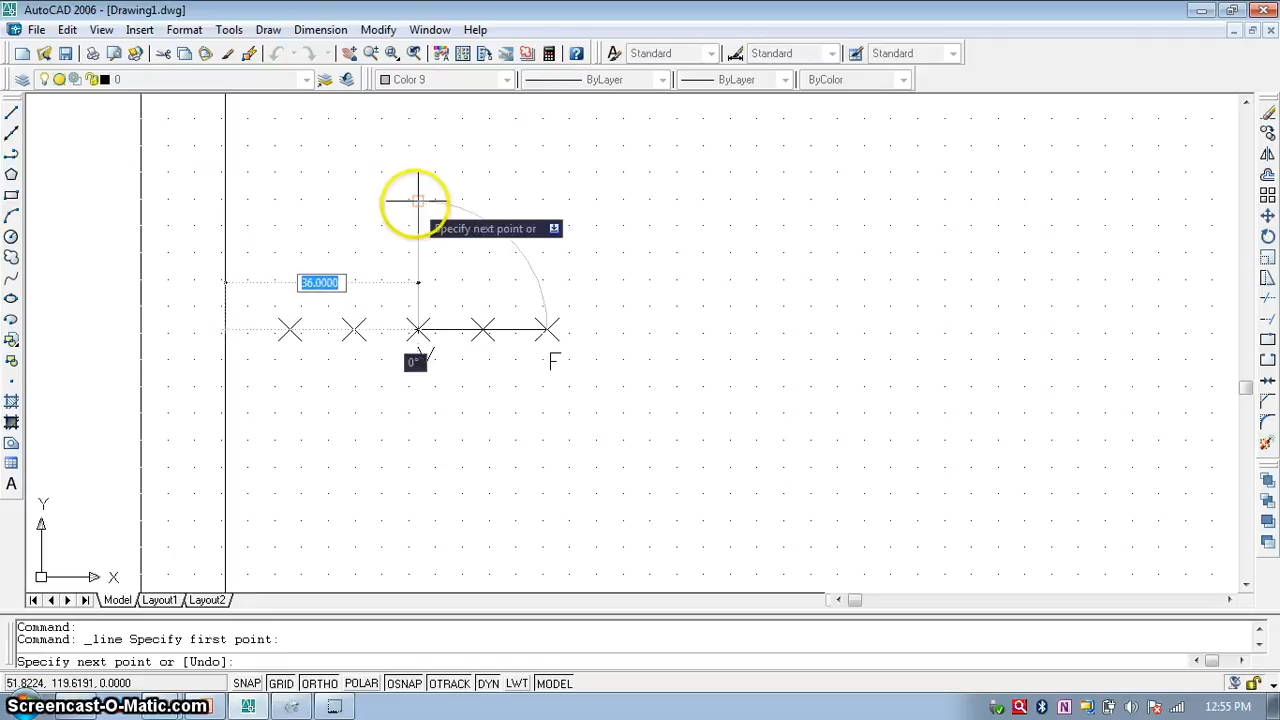 AutoCAD 2006 - [Drawing1.dwg]
File Edit View Insert Format Tools Draw Dimension Modify Window Help
Standard Standard Standard
0 Color 9 ByLayer ByLayer ByColor
Specify next point or
36.0000
0° V F
Y
X
Model Layout1 Layout2
Command:
Command: _line Specify first point:
Specify next point or [Undo]:
51.8224, 119.6191, 0.0000 SNAP GRID ORTHO POLAR OSNAP OTRACK DYN LWT MODEL
Screencast-O-Matic.com 12:55 PM